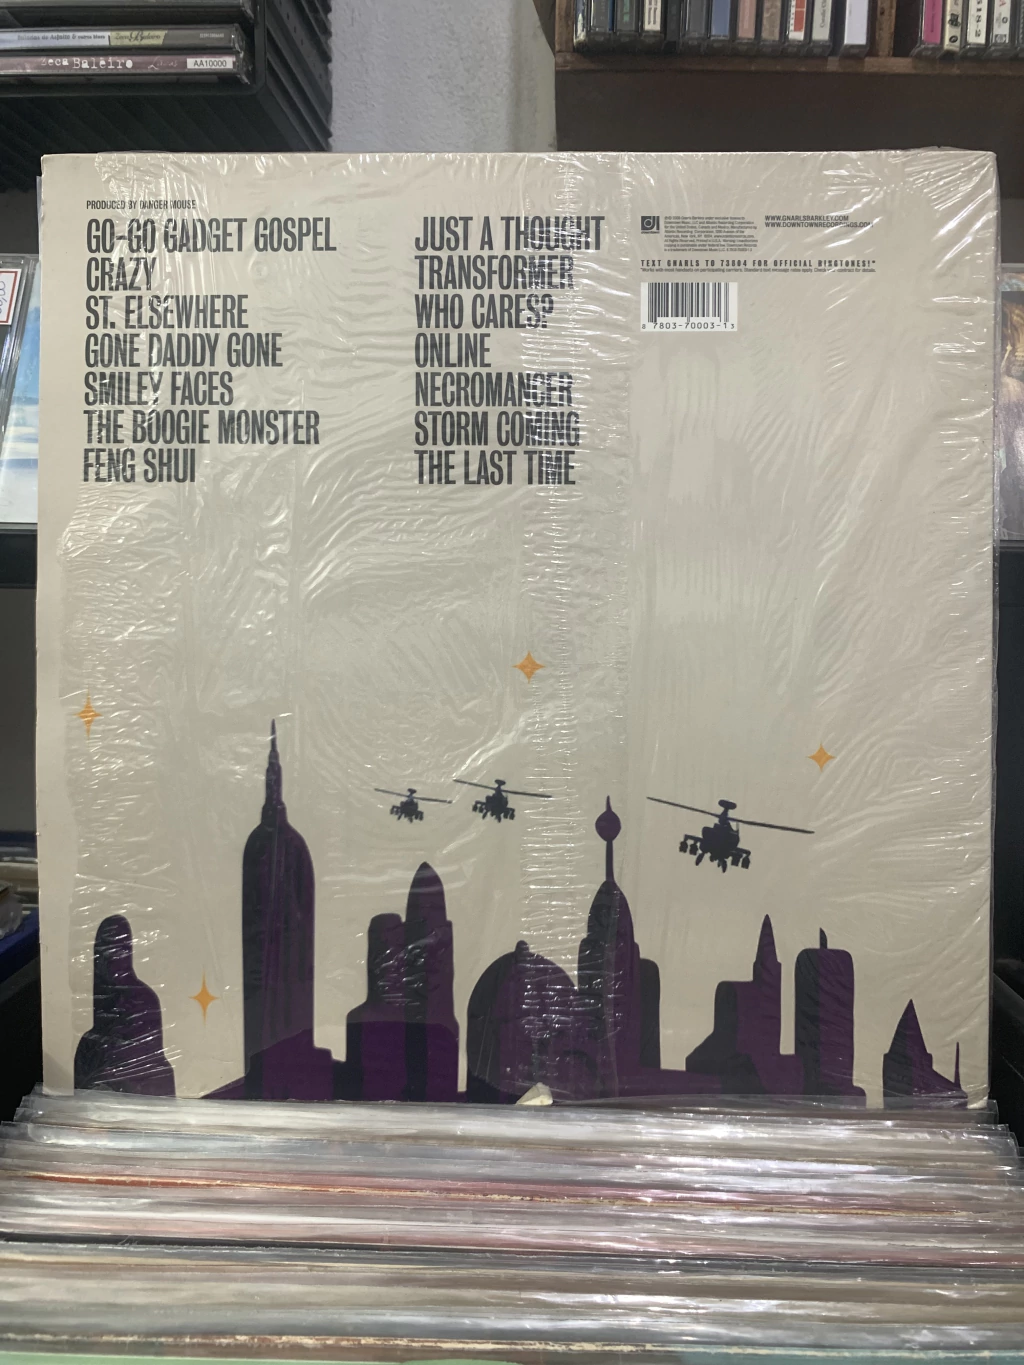 Zeca Baleiro
AA10000
PRODUCED BY DANGER MOUSE
GO-GO GADGET GOSPEL
CRAZY
ST. ELSEWHERE
GONE DADDY GONE
SMILEY FACES
THE BOOGIE MONSTER
FENG SHUI
JUST A THOUGHT
TRANSFORMER
WHO CARES?
ONLINE
NECROMANCER
STORM COMING
THE LAST TIME
WWW.GNARLSBARKLEY.COM
WWW.DOWNTOWNRECORDINGS.COM
TEXT GNARLS TO 73604 FOR OFFICIAL RINGTONES!*
8 7803-70003-1 3